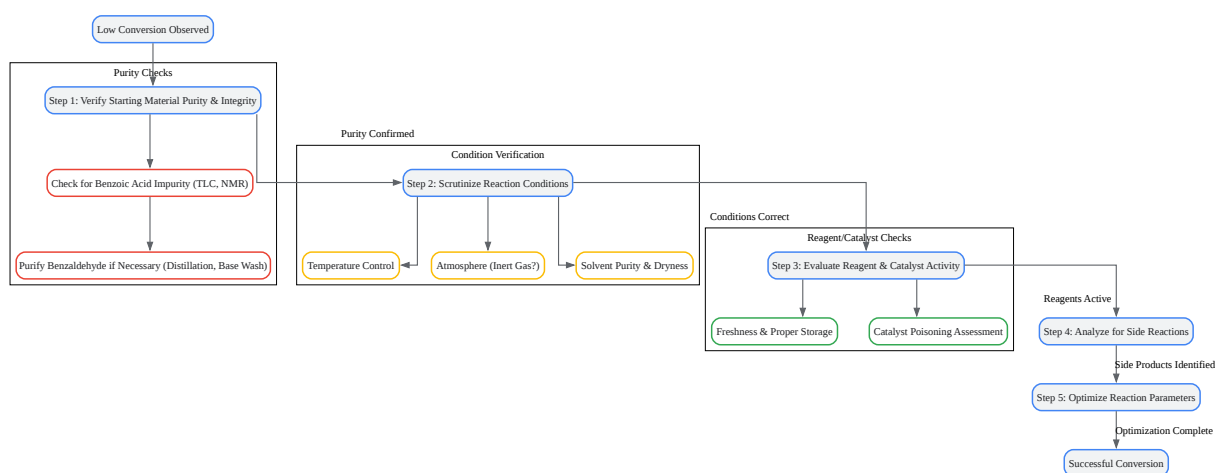 Low Conversion Observed
Purity Checks
Step 1: Verify Starting Material Purity & Integrity
Check for Benzoic Acid Impurity (TLC, NMR)
Purify Benzaldehyde if Necessary (Distillation, Base Wash)
Purity Confirmed
Condition Verification
Step 2: Scrutinize Reaction Conditions
Temperature Control
Atmosphere (Inert Gas?)
Solvent Purity & Dryness
Conditions Correct
Reagent/Catalyst Checks
Step 3: Evaluate Reagent & Catalyst Activity
Freshness & Proper Storage
Catalyst Poisoning Assessment
Reagents Active
Step 4: Analyze for Side Reactions
Side Products Identified
Step 5: Optimize Reaction Parameters
Optimization Complete
Successful Conversion